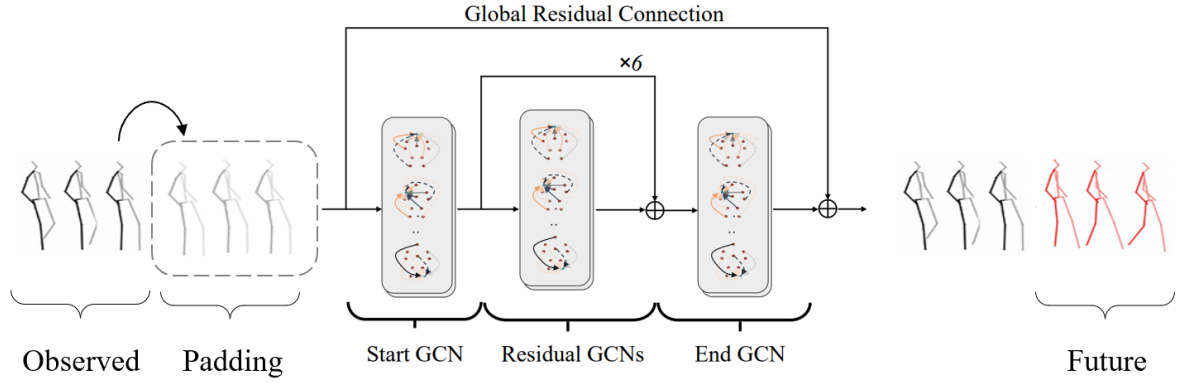 Global Residual Connection
×6
Start GCN
Residual GCNs
End GCN
Observed
Padding
Future